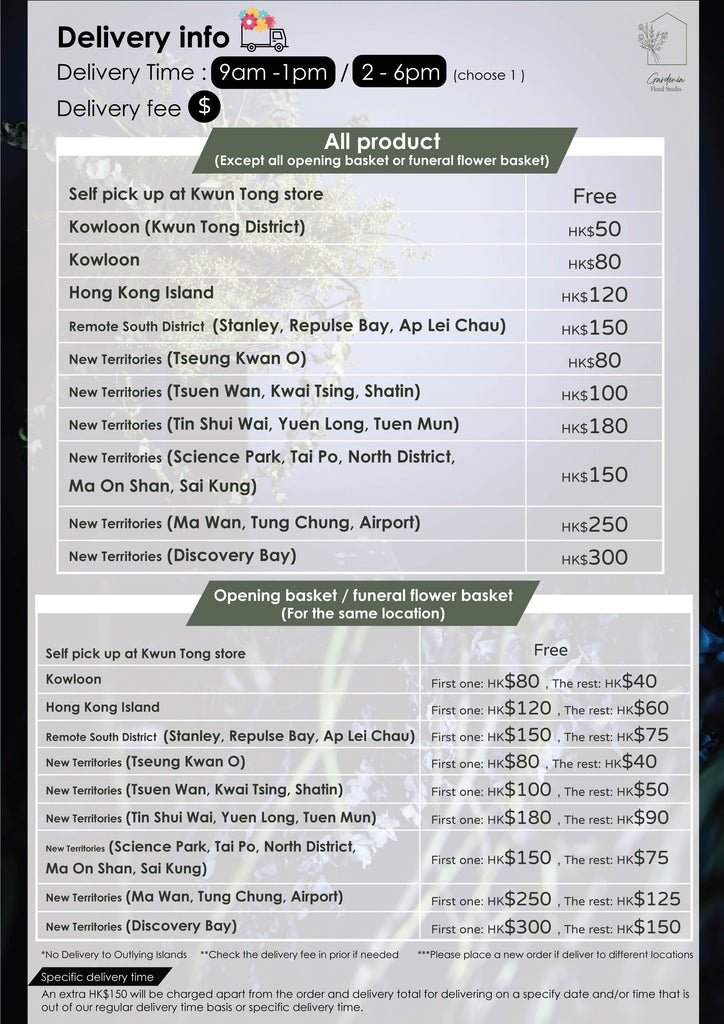 Delivery info
Gardenia
Floral Studio
Delivery Time : 9am -1pm / 2 - 6pm (choose 1 )
Delivery fee $
All product
(Except all opening basket or funeral flower basket)
Self pick up at Kwun Tong store Free
Kowloon (Kwun Tong District) HK$50
Kowloon HK$80
Hong Kong Island HK$120
Remote South District (Stanley, Repulse Bay, Ap Lei Chau) HK$150
New Territories (Tseung Kwan O) HK$80
New Territories (Tsuen Wan, Kwai Tsing, Shatin) HK$100
New Territories (Tin Shui Wai, Yuen Long, Tuen Mun) HK$180
New Territories (Science Park, Tai Po, North District,
Ma On Shan, Sai Kung) HK$150
New Territories (Ma Wan, Tung Chung, Airport) HK$250
New Territories (Discovery Bay) HK$300
Opening basket / funeral flower basket
(For the same location)
Self pick up at Kwun Tong store Free
Kowloon First one: HK$80 , The rest: HK$40
Hong Kong Island First one: HK$120 , The rest: HK$60
Remote South District (Stanley, Repulse Bay, Ap Lei Chau) First one: HK$150 , The rest: HK$75
New Territories (Tseung Kwan O) First one: HK$80 , The rest: HK$40
New Territories (Tsuen Wan, Kwai Tsing, Shatin) First one: HK$100 , The rest: HK$50
New Territories (Tin Shui Wai, Yuen Long, Tuen Mun) First one: HK$180 , The rest: HK$90
New Territories (Science Park, Tai Po, North District,
Ma On Shan, Sai Kung) First one: HK$150 , The rest: HK$75
New Territories (Ma Wan, Tung Chung, Airport) First one: HK$250 , The rest: HK$125
New Territories (Discovery Bay) First one: HK$300 , The rest: HK$150
*No Delivery to Outlying Islands **Check the delivery fee in prior if needed ***Please place a new order if deliver to different locations
Specific delivery time
An extra HK$150 will be charged apart from the order and delivery total for delivering on a specify date and/or time that is
out of our regular delivery time basis or specific delivery time.